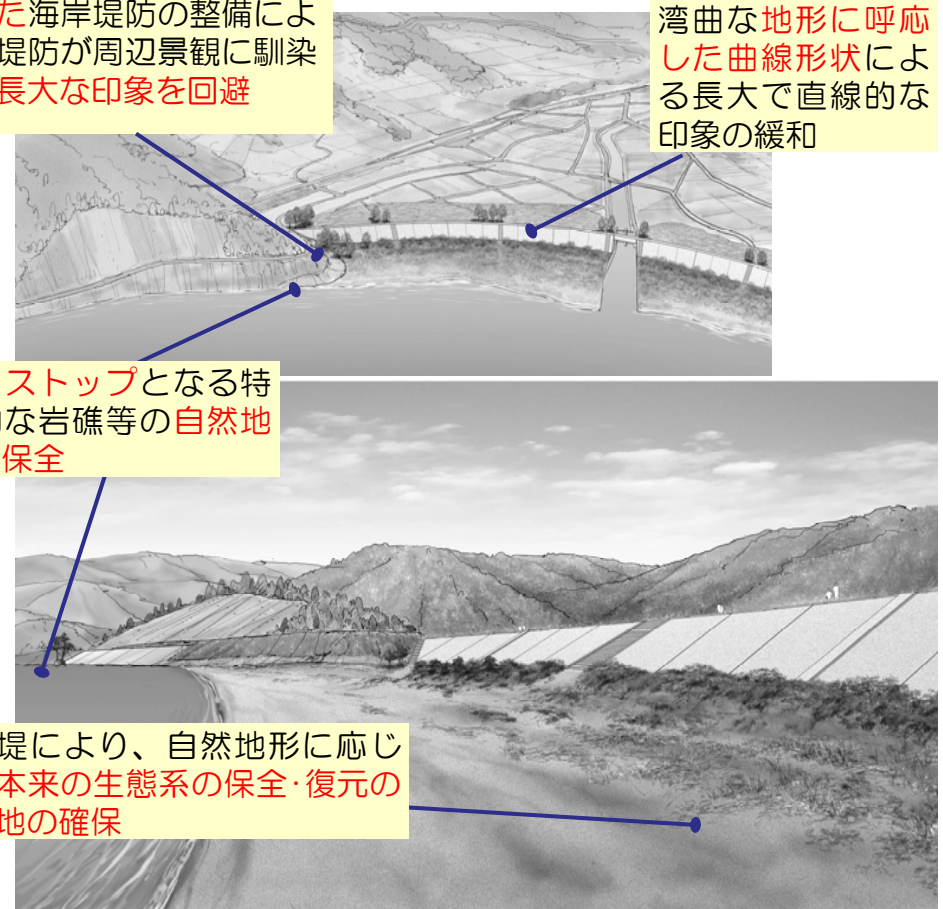 た海岸堤防の整備によ
堤防が周辺景観に馴染
長大な印象を回避
湾曲な地形に呼応
した曲線形状によ
る長大で直線的な
印象の緩和
ストップとなる特
な岩礁等の自然地
保全
堤により、自然地形に応じ
本来の生態系の保全･復元の
地の確保